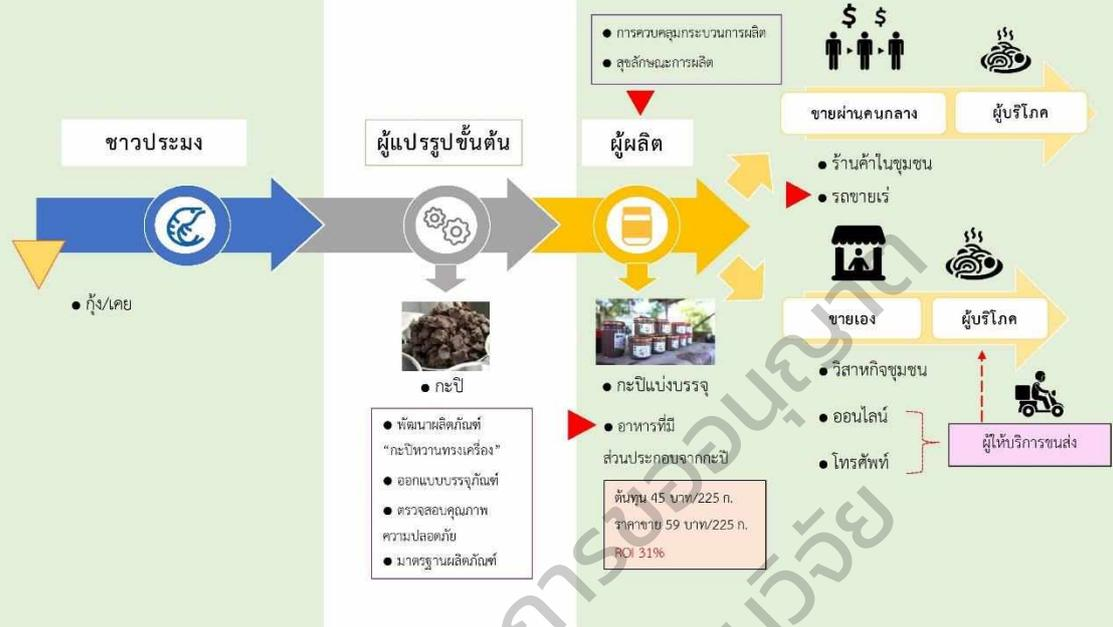 ● การควบคลุมกระบวนการผลิต
● สุขลักษณะการผลิต
$ $
ขายผ่านคนกลาง
ผู้บริโภค
ชาวประมง
ผู้แปรรูปขั้นต้น
ผู้ผลิต
● ร้านค้าในชุมชน
● รถขายเร่
● กุ้ง/เคย
ขายเอง
ผู้บริโภค
● กะปิ
● กะปิแบ่งบรรจุ
● วิสาหกิจชุมชน
● พัฒนาผลิตภัณฑ์
“กะปิหวานทรงเครื่อง”
● ออกแบบบรรจุภัณฑ์
● ตรวจสอบคุณภาพ
ความปลอดภัย
● มาตรฐานผลิตภัณฑ์
● อาหารที่มี
ส่วนประกอบจากกะปิ
● ออนไลน์
● โทรศัพท์
ผู้ให้บริการขนส่ง
ต้นทุน 45 บาท/225 ก.
ราคาขาย 59 บาท/225 ก.
ROI 31%
การขออนุญาต